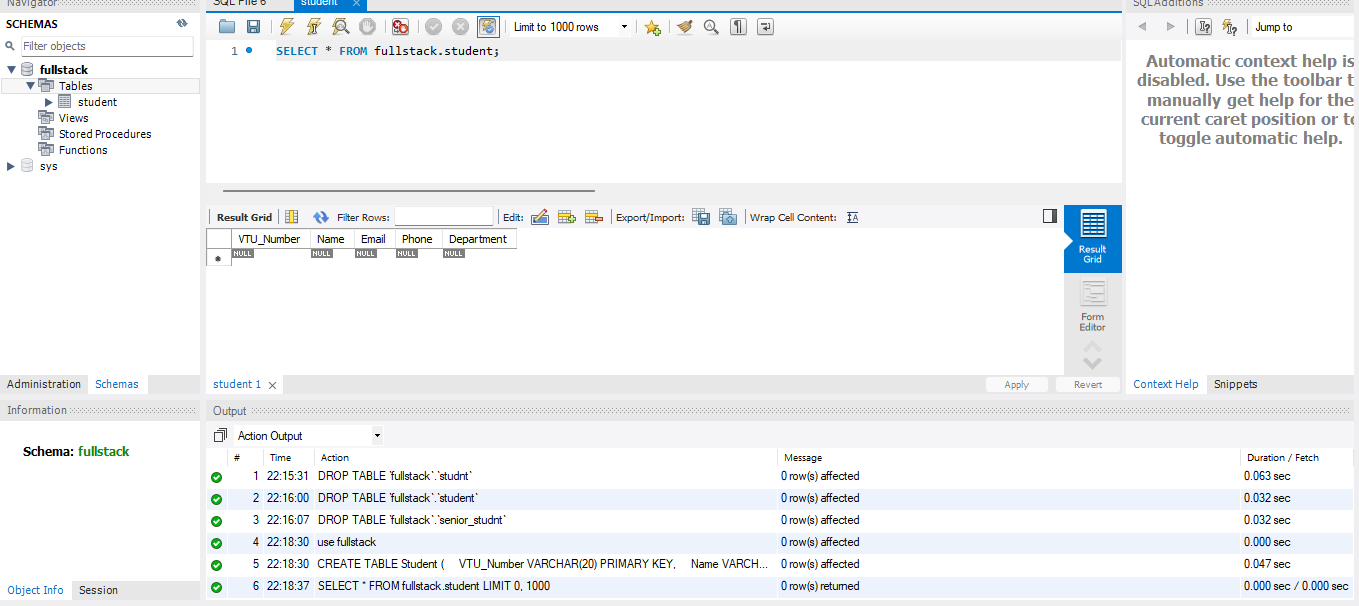 Navigator
SCHEMAS
Filter objects
fullstack
Tables
student
Views
Stored Procedures
Functions
sys
Administration Schemas
Information
Schema: fullstack
Object Info Session
SQL File 6 student
Limit to 1000 rows
1 SELECT * FROM fullstack.student;
Result Grid Filter Rows: Edit: Export/Import: Wrap Cell Content:
VTU_Number Name Email Phone Department
NULL NULL NULL NULL NULL
Result
Grid
Form
Editor
student 1 Apply Revert
SQLAdditions
Jump to
Automatic context help is
disabled. Use the toolbar t
manually get help for the
current caret position or to
toggle automatic help.
Context Help Snippets
Output
Action Output
# Time Action Message Duration / Fetch
1 22:15:31 DROP TABLE `fullstack`.`studnt` 0 row(s) affected 0.063 sec
2 22:16:00 DROP TABLE `fullstack`.`student` 0 row(s) affected 0.032 sec
3 22:16:07 DROP TABLE `fullstack`.`senior_studnt` 0 row(s) affected 0.032 sec
4 22:18:30 use fullstack 0 row(s) affected 0.000 sec
5 22:18:30 CREATE TABLE Student ( VTU_Number VARCHAR(20) PRIMARY KEY, Name VARCH... 0 row(s) affected 0.047 sec
6 22:18:37 SELECT * FROM fullstack.student LIMIT 0, 1000 0 row(s) returned 0.000 sec / 0.000 sec